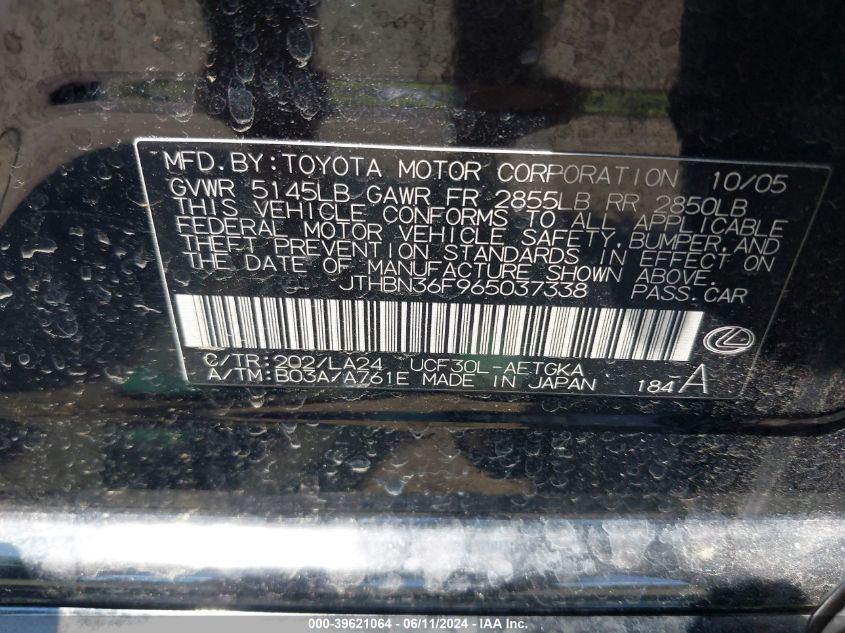 MFD. BY: TOYOTA MOTOR CORPORATION 10/05
GVWR 5145LB GAWR FR 2855LB RR 2850LB
THIS VEHICLE CONFORMS TO ALL APPLICABLE
FEDERAL MOTOR VEHICLE SAFETY, BUMPER, AND
THEFT PREVENTION STANDARDS IN EFFECT ON
THE DATE OF MANUFACTURE SHOWN ABOVE.
JTHBN36F965037338 PASS. CAR
C/TR: 202/LA24 UCF30L-AETGKA
A/TM: B03A/A761E MADE IN JAPAN 184 A
000-39621064 - 06/11/2024 - IAA Inc.